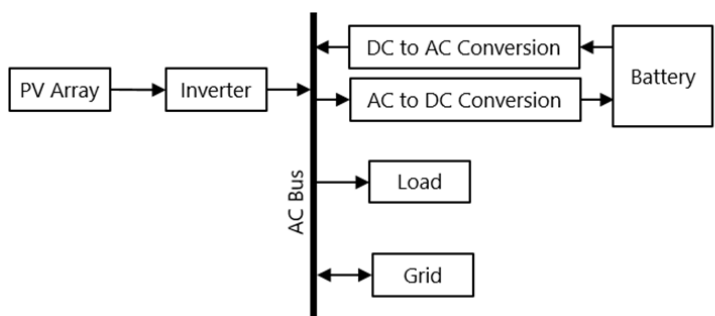 DC to AC Conversion
Battery
PV Array
Inverter
AC to DC Conversion
Load
AC Bus
Grid